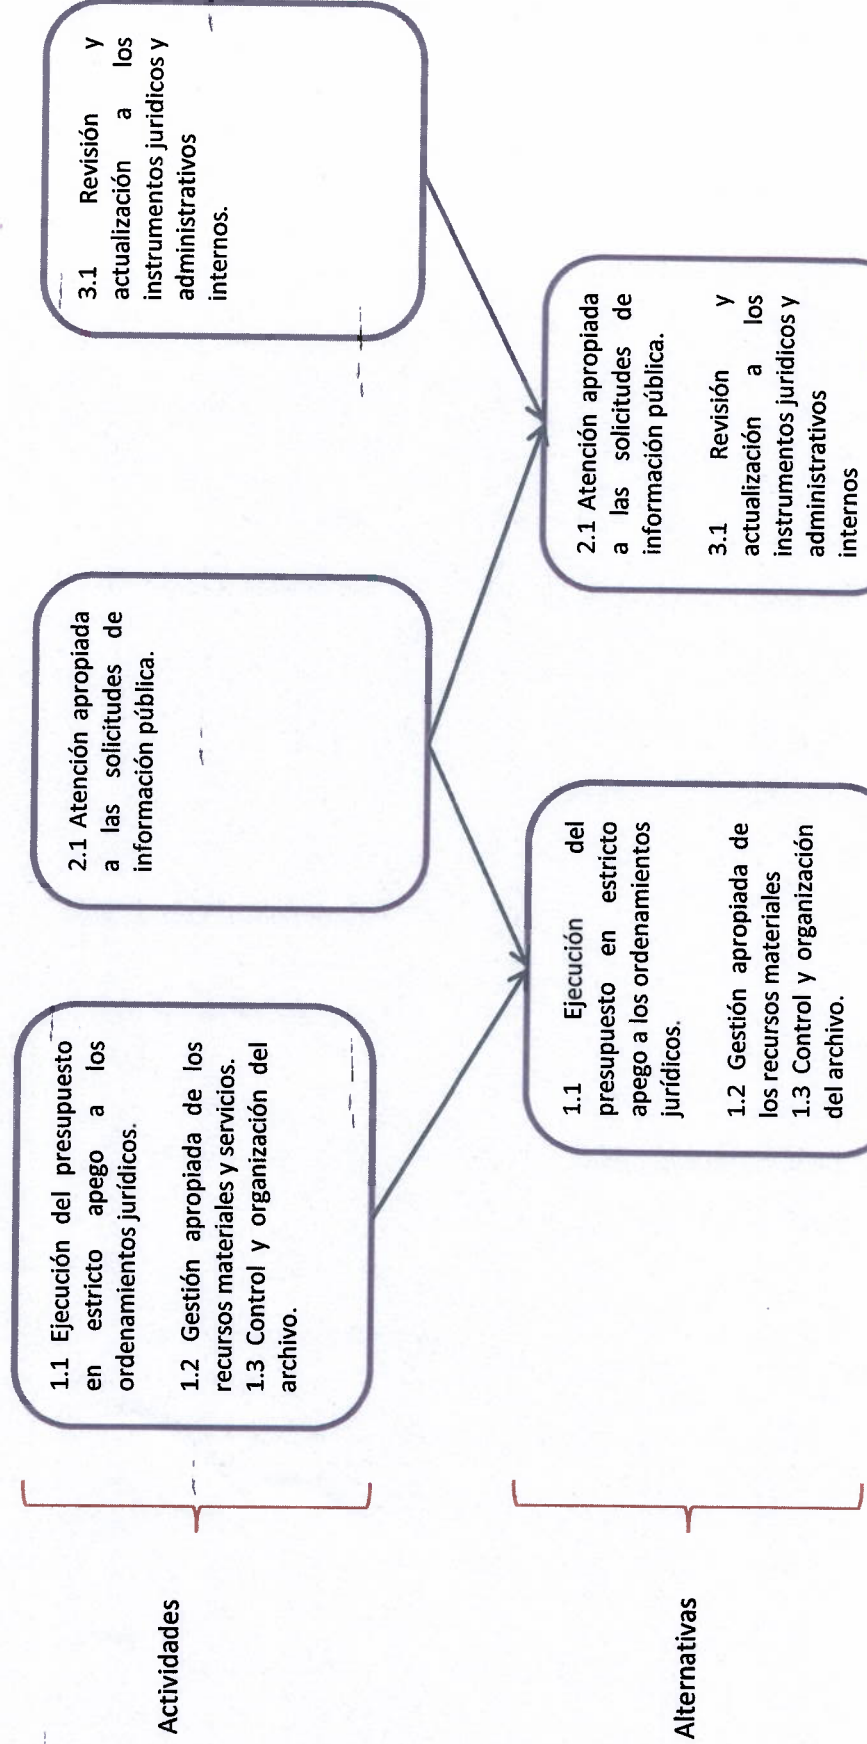 Actividades
1.1 Ejecución del presupuesto
en estricto apego a los
ordenamientos jurídicos.
1.2 Gestión apropiada de los
recursos materiales y servicios.
1.3 Control y organización del
archivo.
2.1 Atención apropiada
a las solicitudes de
información pública.
3.1 Revisión y
actualización a los
instrumentos juridicos y
administrativos
internos.
Alternativas
1.1 Ejecución del
presupuesto en estricto
apego a los ordenamientos
jurídicos.
1.2 Gestión apropiada de
los recursos materiales
1.3 Control y organización
del archivo.
2.1 Atención apropiada
a las solicitudes de
información pública.
3.1 Revisión y
actualización a los
instrumentos juridicos y
administrativos
internos